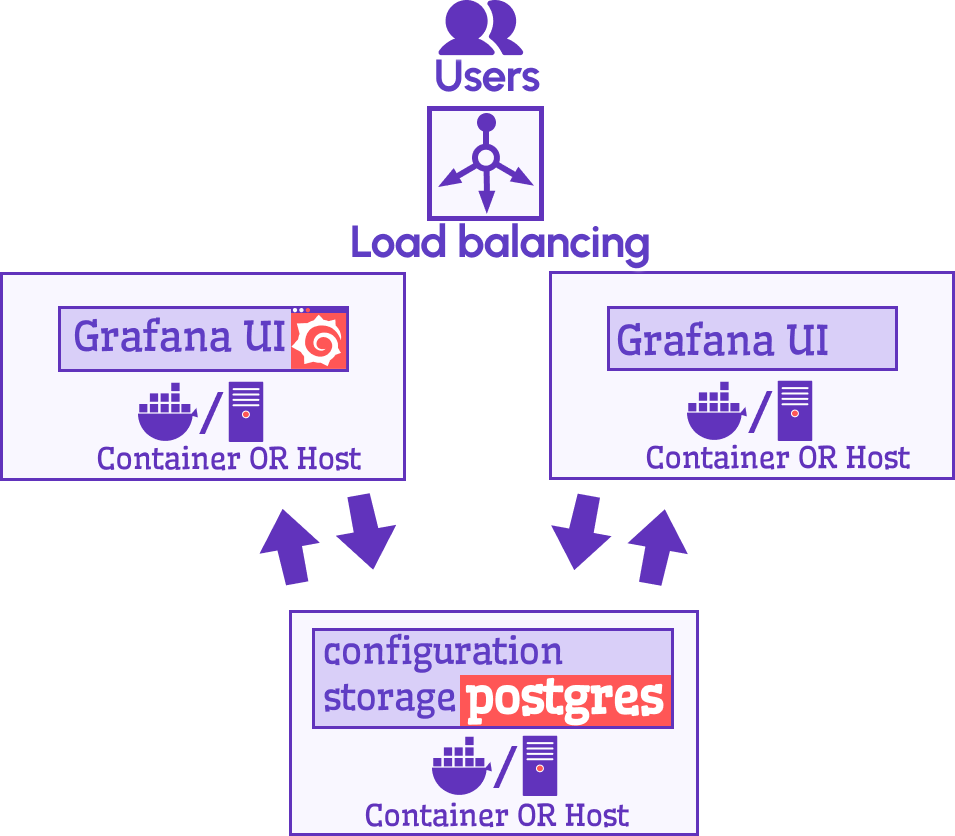 Users
Load balancing
Grafana UI
Container OR Host
Grafana UI
Container OR Host
configuration
storage postgres
Container OR Host